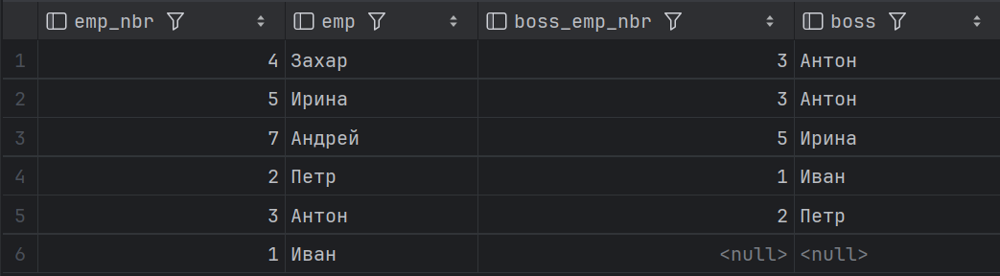 emp_nbr emp boss_emp_nbr boss
1 4 Захар 3 Антон
2 5 Ирина 3 Антон
3 7 Андрей 5 Ирина
4 2 Петр 1 Иван
5 3 Антон 2 Петр
6 1 Иван <null> <null>